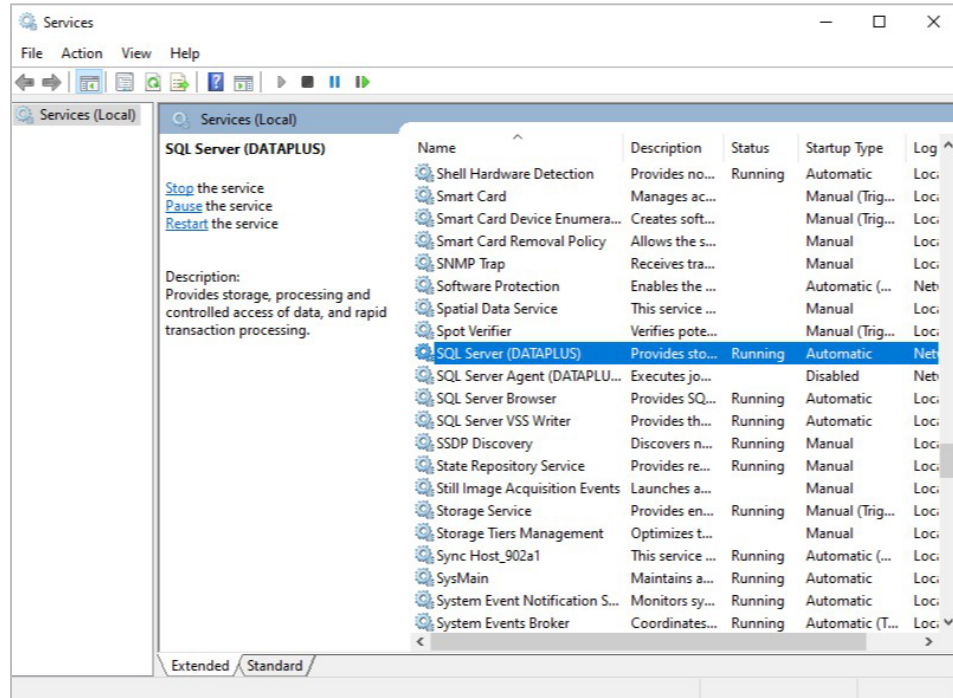 Services
File Action View Help
Services (Local)
Services (Local)
SQL Server (DATAPLUS)
Stop the service
Pause the service
Restart the service
Description:
Provides storage, processing and
controlled access of data, and rapid
transaction processing.
Name Description Status Startup Type Log
Shell Hardware Detection Provides no... Running Automatic Loca
Smart Card Manages ac... Manual (Trig... Loca
Smart Card Device Enumera... Creates soft... Manual (Trig... Loca
Smart Card Removal Policy Allows the s... Manual Loca
SNMP Trap Receives tra... Manual Loca
Software Protection Enables the ... Automatic (... Netw
Spatial Data Service This service ... Manual Loca
Spot Verifier Verifies pote... Manual (Trig... Loca
SQL Server (DATAPLUS) Provides sto... Running Automatic Netw
SQL Server Agent (DATAPLU... Executes jo... Disabled Netw
SQL Server Browser Provides SQ... Running Automatic Loca
SQL Server VSS Writer Provides th... Running Automatic Loca
SSDP Discovery Discovers n... Running Manual Loca
State Repository Service Provides re... Running Manual Loca
Still Image Acquisition Events Launches a... Manual Loca
Storage Service Provides en... Running Manual (Trig... Loca
Storage Tiers Management Optimizes t... Manual Loca
Sync Host_902a1 This service ... Running Automatic (... Loca
SysMain Maintains a... Running Automatic Loca
System Event Notification S... Monitors sy... Running Automatic Loca
System Events Broker Coordinates... Running Automatic (T... Loca
Extended Standard